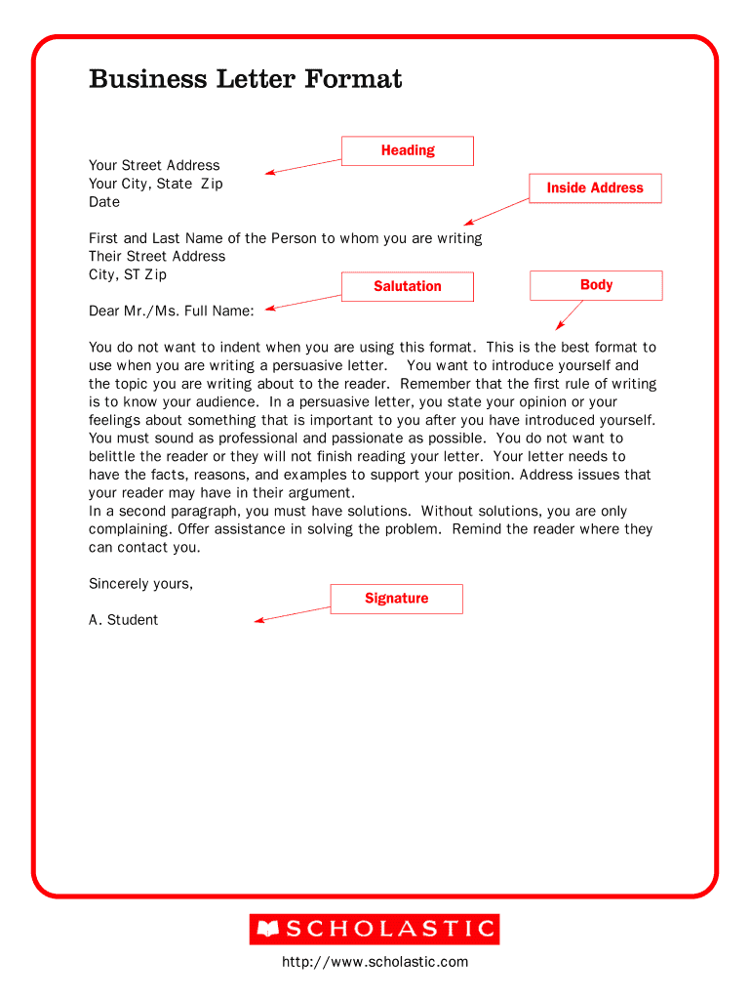 Business Letter Format
Heading
Your Street Address
Your City, State Zip
Inside Address
Date
First and Last Name of the Person to whom you are writing
Their Street Address
City, ST Zip
Salutation
Body
Dear Mr./Ms. Full Name:
You do not want to indent when you are using this format. This is the best format to
use when you are writing a persuasive letter. You want to introduce yourself and
the topic you are writing about to the reader. Remember that the first rule of writing
is to know your audience. In a persuasive letter, you state your opinion or your
feelings about something that is important to you after you have introduced yourself.
You must sound as professional and passionate as possible. You do not want to
belittle the reader or they will not finish reading your letter. Your letter needs to
have the facts, reasons, and examples to support your position. Address issues that
your reader may have in their argument.
In a second paragraph, you must have solutions. Without solutions, you are only
complaining. Offer assistance in solving the problem. Remind the reader where they
can contact you.
Sincerely yours,
Signature
A. Student
SCHOLASTIC
http://www.scholastic.com